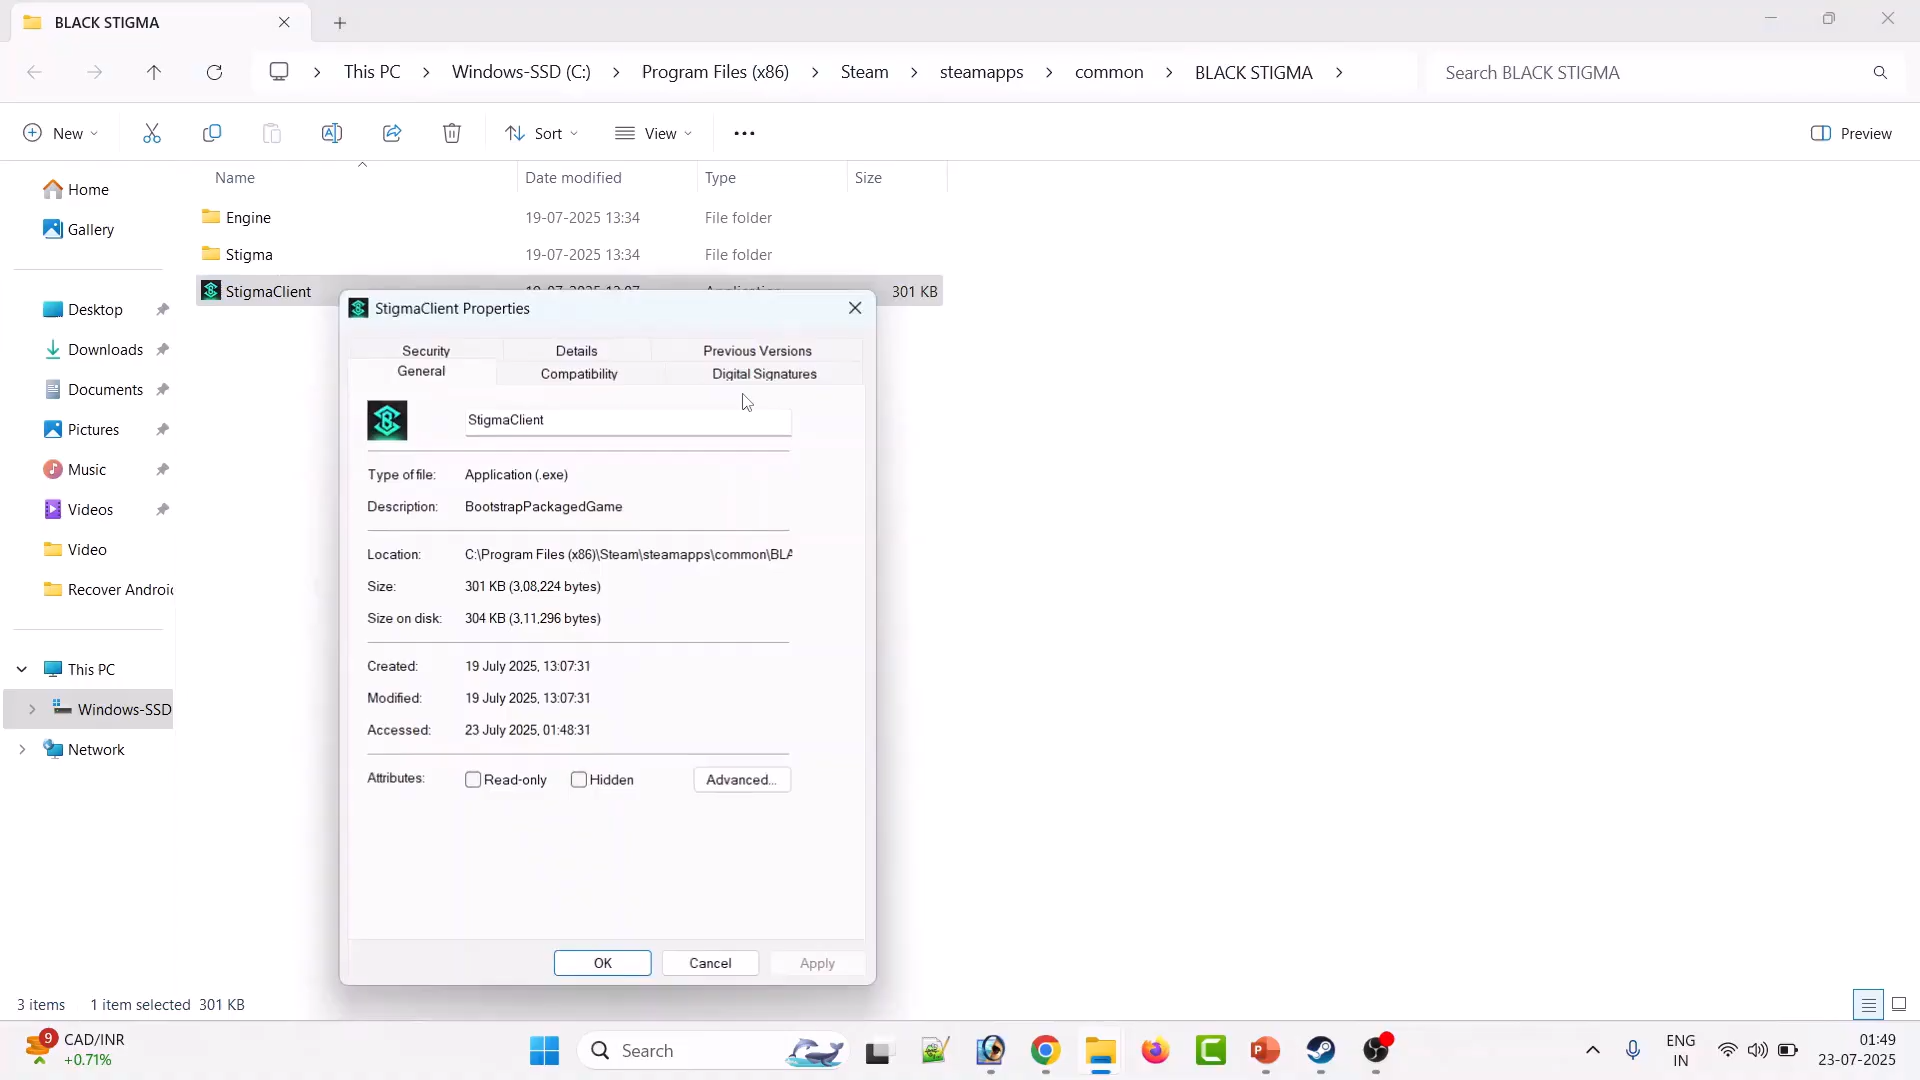 BLACK STIGMA
This PC > Windows-SSD (C:) > Program Files (x86) > Steam > steamapps > common > BLACK STIGMA >
Search BLACK STIGMA
New
Sort
View
Preview
Name
Date modified
Type
Size
Home
Gallery
Desktop
Downloads
Documents
Pictures
Music
Videos
Video
Recover Androi
This PC
Windows-SSD
Network
Engine
19-07-2025 13:34
File folder
Stigma
19-07-2025 13:34
File folder
StigmaClient
301 KB
StigmaClient Properties
Security
Details
Previous Versions
General
Compatibility
Digital Signatures
StigmaClient
Type of file: Application (.exe)
Description: BootstrapPackagedGame
Location: C:\Program Files (x86)\Steam\steamapps\common\BLA
Size: 301 KB (3,08,224 bytes)
Size on disk: 304 KB (3,11,296 bytes)
Created: 19 July 2025, 13:07:31
Modified: 19 July 2025, 13:07:31
Accessed: 23 July 2025, 01:48:31
Attributes:
Read-only
Hidden
Advanced...
OK
Cancel
Apply
3 items
1 item selected 301 KB
9
CAD/INR
+0.71%
Search
ENG
IN
01:49
23-07-2025